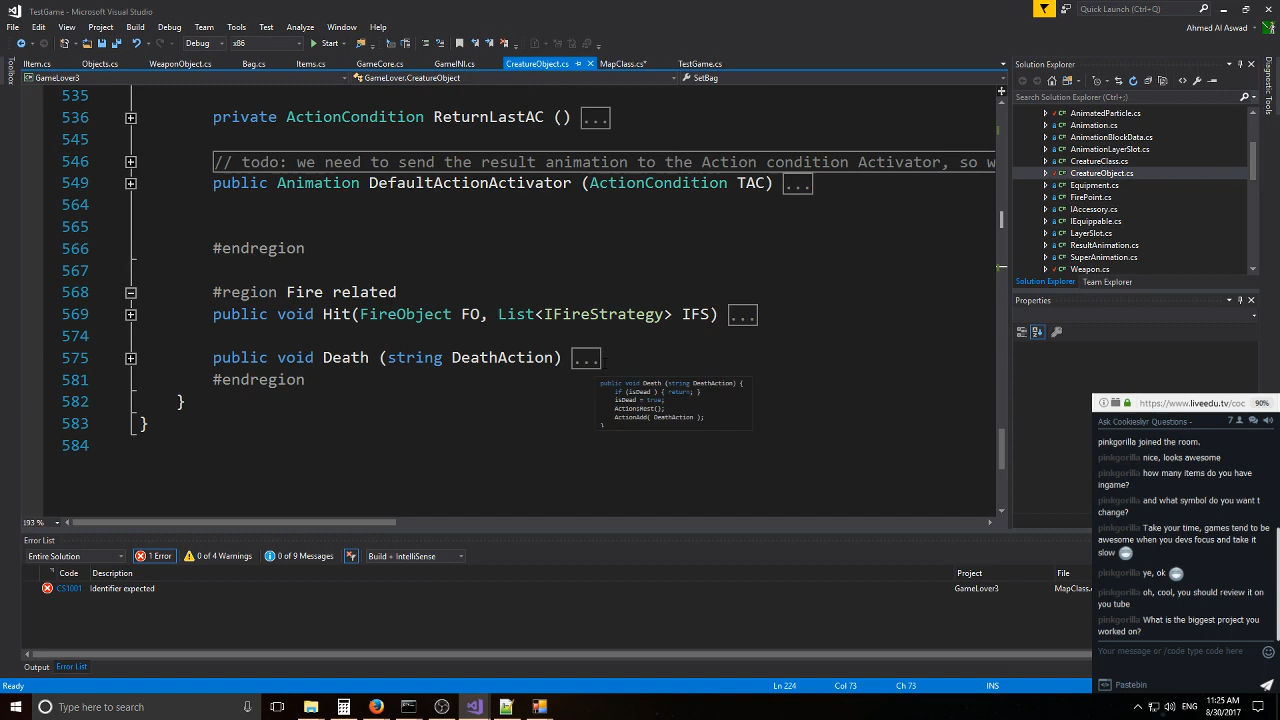 TestGame - Microsoft Visual Studio
Quick Launch (Ctrl+;)
File Edit View Project Build Debug Team Tools Test Analyze Window Help
Ahmed Al Aswad
Debug x86 Start
Item.cs Objects.cs WeaponObject.cs Bag.cs Items.cs GameCore.cs GameINI.cs CreatureObject.cs MapClass.cs* TestGame.cs
GameLover3 GameLover.CreatureObject SetBag
Toolbox
535
536 private ActionCondition ReturnLastAC () ...
545
546 // todo: we need to send the result animation to the Action condition Activator, so w
549 public Animation DefaultActionActivator (ActionCondition TAC) ...
564
565
566 #endregion
567
568 #region Fire related
569 public void Hit(FireObject FO, List<IFireStrategy> IFS) ...
574
575 public void Death (string DeathAction) ...
581 #endregion
582 }
583 }
584
public void Death (string DeathAction) {
if (isDead ) { return; }
isDead = true;
ActionsRest();
ActionAdd( DeathAction );
}
193 %
Solution Explorer
Search Solution Explorer (Ctrl+;)
AnimatedParticle.cs
Animation.cs
AnimationBlockData.cs
AnimationLayerSlot.cs
CreatureClass.cs
CreatureObject.cs
Equipment.cs
FirePoint.cs
IAccessory.cs
IEquippable.cs
LayerSlot.cs
ResultAnimation.cs
SuperAnimation.cs
Weapon.cs
Solution Explorer Team Explorer
Properties
Diagnostic Tools
Error List
Entire Solution 1 Error 0 of 4 Warnings 0 of 9 Messages Build + IntelliSense
Code Description Project File
CS1001 Identifier expected GameLover3 MapClass.
Output Error List
Ready Ln 224 Col 73 Ch 73 INS
https://www.liveedu.tv/coc 90%
Ask Cookiesliyr Questions - 7
pinkgorilla joined the room.
pinkgorilla nice, looks awesome
pinkgorilla how many items do you have
ingame?
pinkgorilla and what symbol do you want t
change?
pinkgorilla Take your time, games tend to be
awesome when you devs focus and take it
slow
pinkgorilla ye, ok
pinkgorilla oh, cool, you should review it on
you tube
pinkgorilla What is the biggest project you
worked on?
Your message or /code type code here
Pastebin
Type here to search
ENG 11:25 AM
8/30/2017